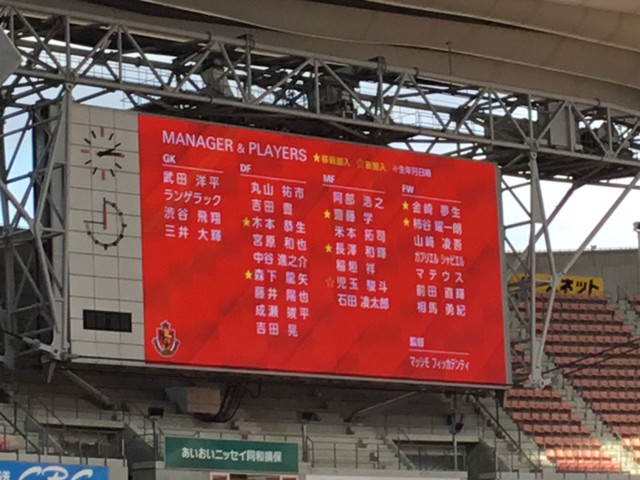 MANAGER & PLAYERS ★移籍加入 ☆新加入 ※生年月日順
GK
武田 洋平
ランゲラック
渋谷 飛翔
三井 大輝
DF
丸山 祐市
吉田 豊
★木本 恭生
宮原 和也
中谷 進之介
★森下 龍矢
藤井 陽也
成瀬 竣平
吉田 晃
MF
阿部 浩之
★齋藤 学
米本 拓司
★長澤 和輝
稲垣 祥
☆児玉 駿斗
石田 凌太郎
FW
★金崎 夢生
★柿谷 曜一朗
山﨑 凌吾
ガブリエル シャビエル
マテウス
前田 直輝
相馬 勇紀
監督
マッシモ フィッカデンティ
ネット
あいおいニッセイ同和損保
CBC